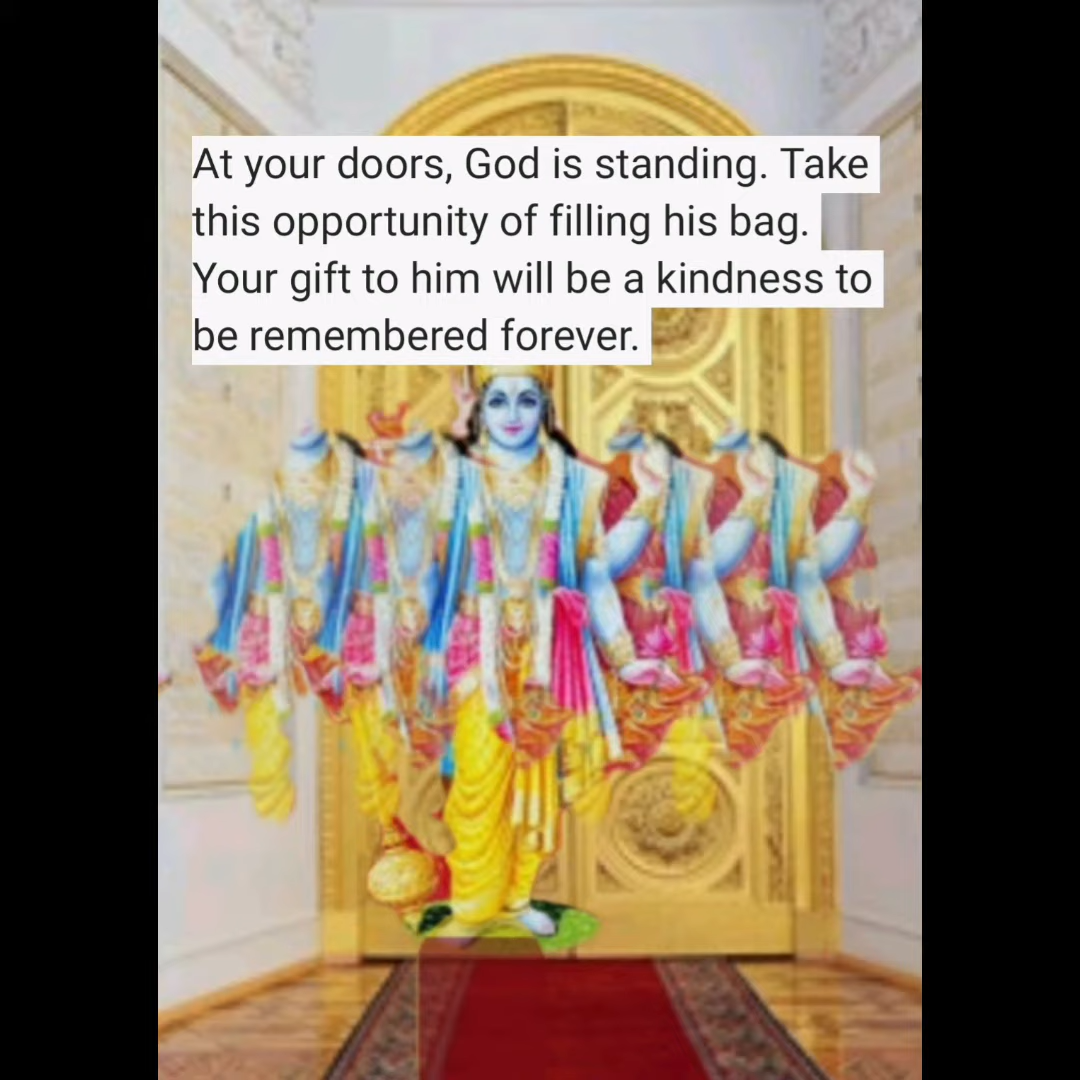 At your doors, God is standing. Take
this opportunity of filling his bag.
Your gift to him will be a kindness to
be remembered forever.